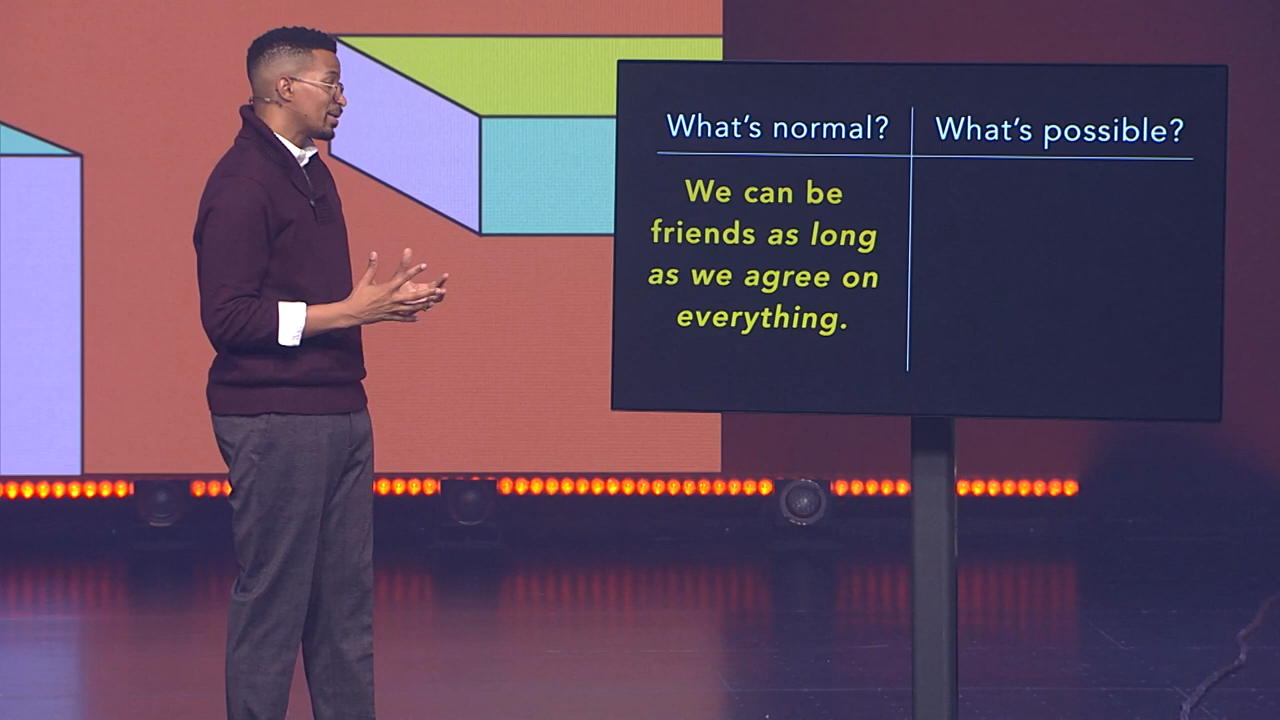 What's normal?
What's possible?
We can be
friends as long
as we agree on
everything.